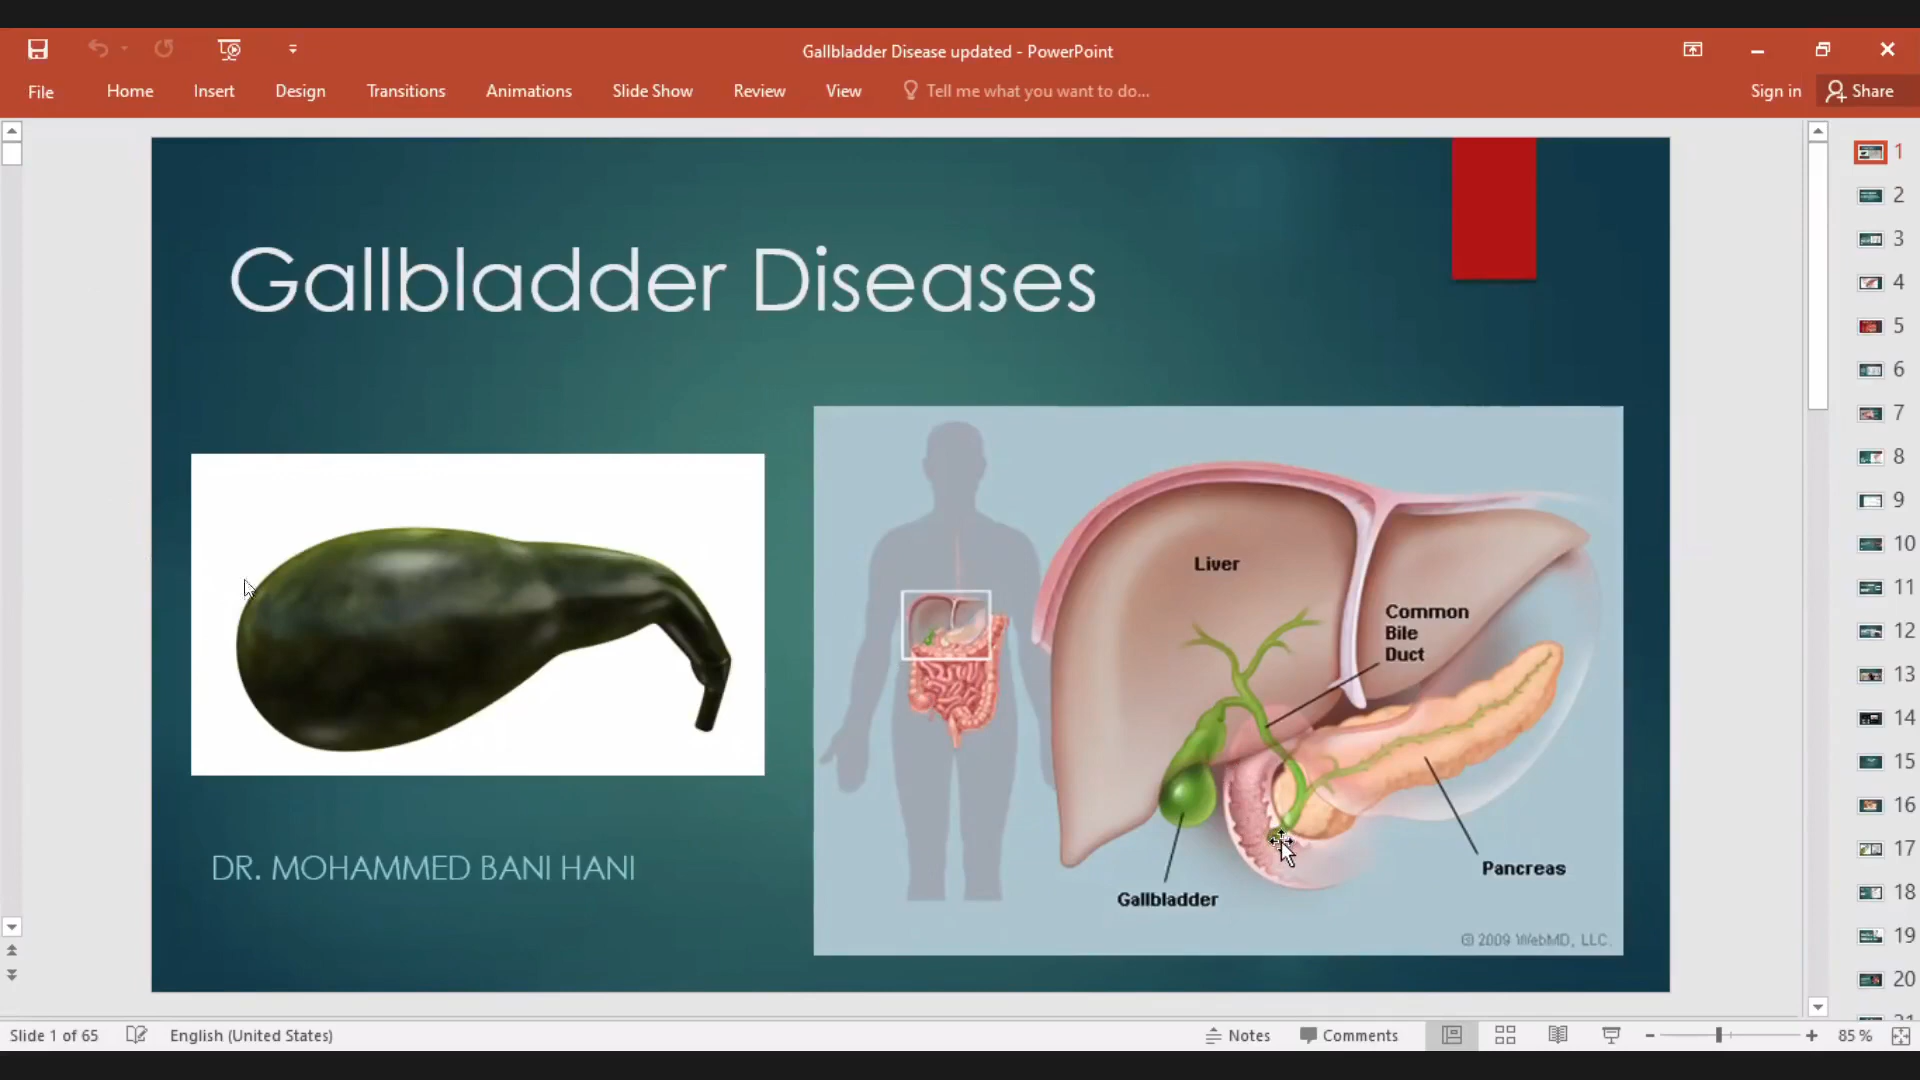 Gallbladder Disease updated - PowerPoint
File Home Insert Design Transitions Animations Slide Show Review View Tell me what you want to do... Sign in Share
Gallbladder Diseases
Liver
Common
Bile
Duct
Pancreas
Gallbladder
© 2009 WebMD, LLC.
DR. MOHAMMED BANI HANI
1
2
3
4
5
6
7
8
9
10
11
12
13
14
15
16
17
18
19
20
Slide 1 of 65 English (United States) Notes Comments 85 %